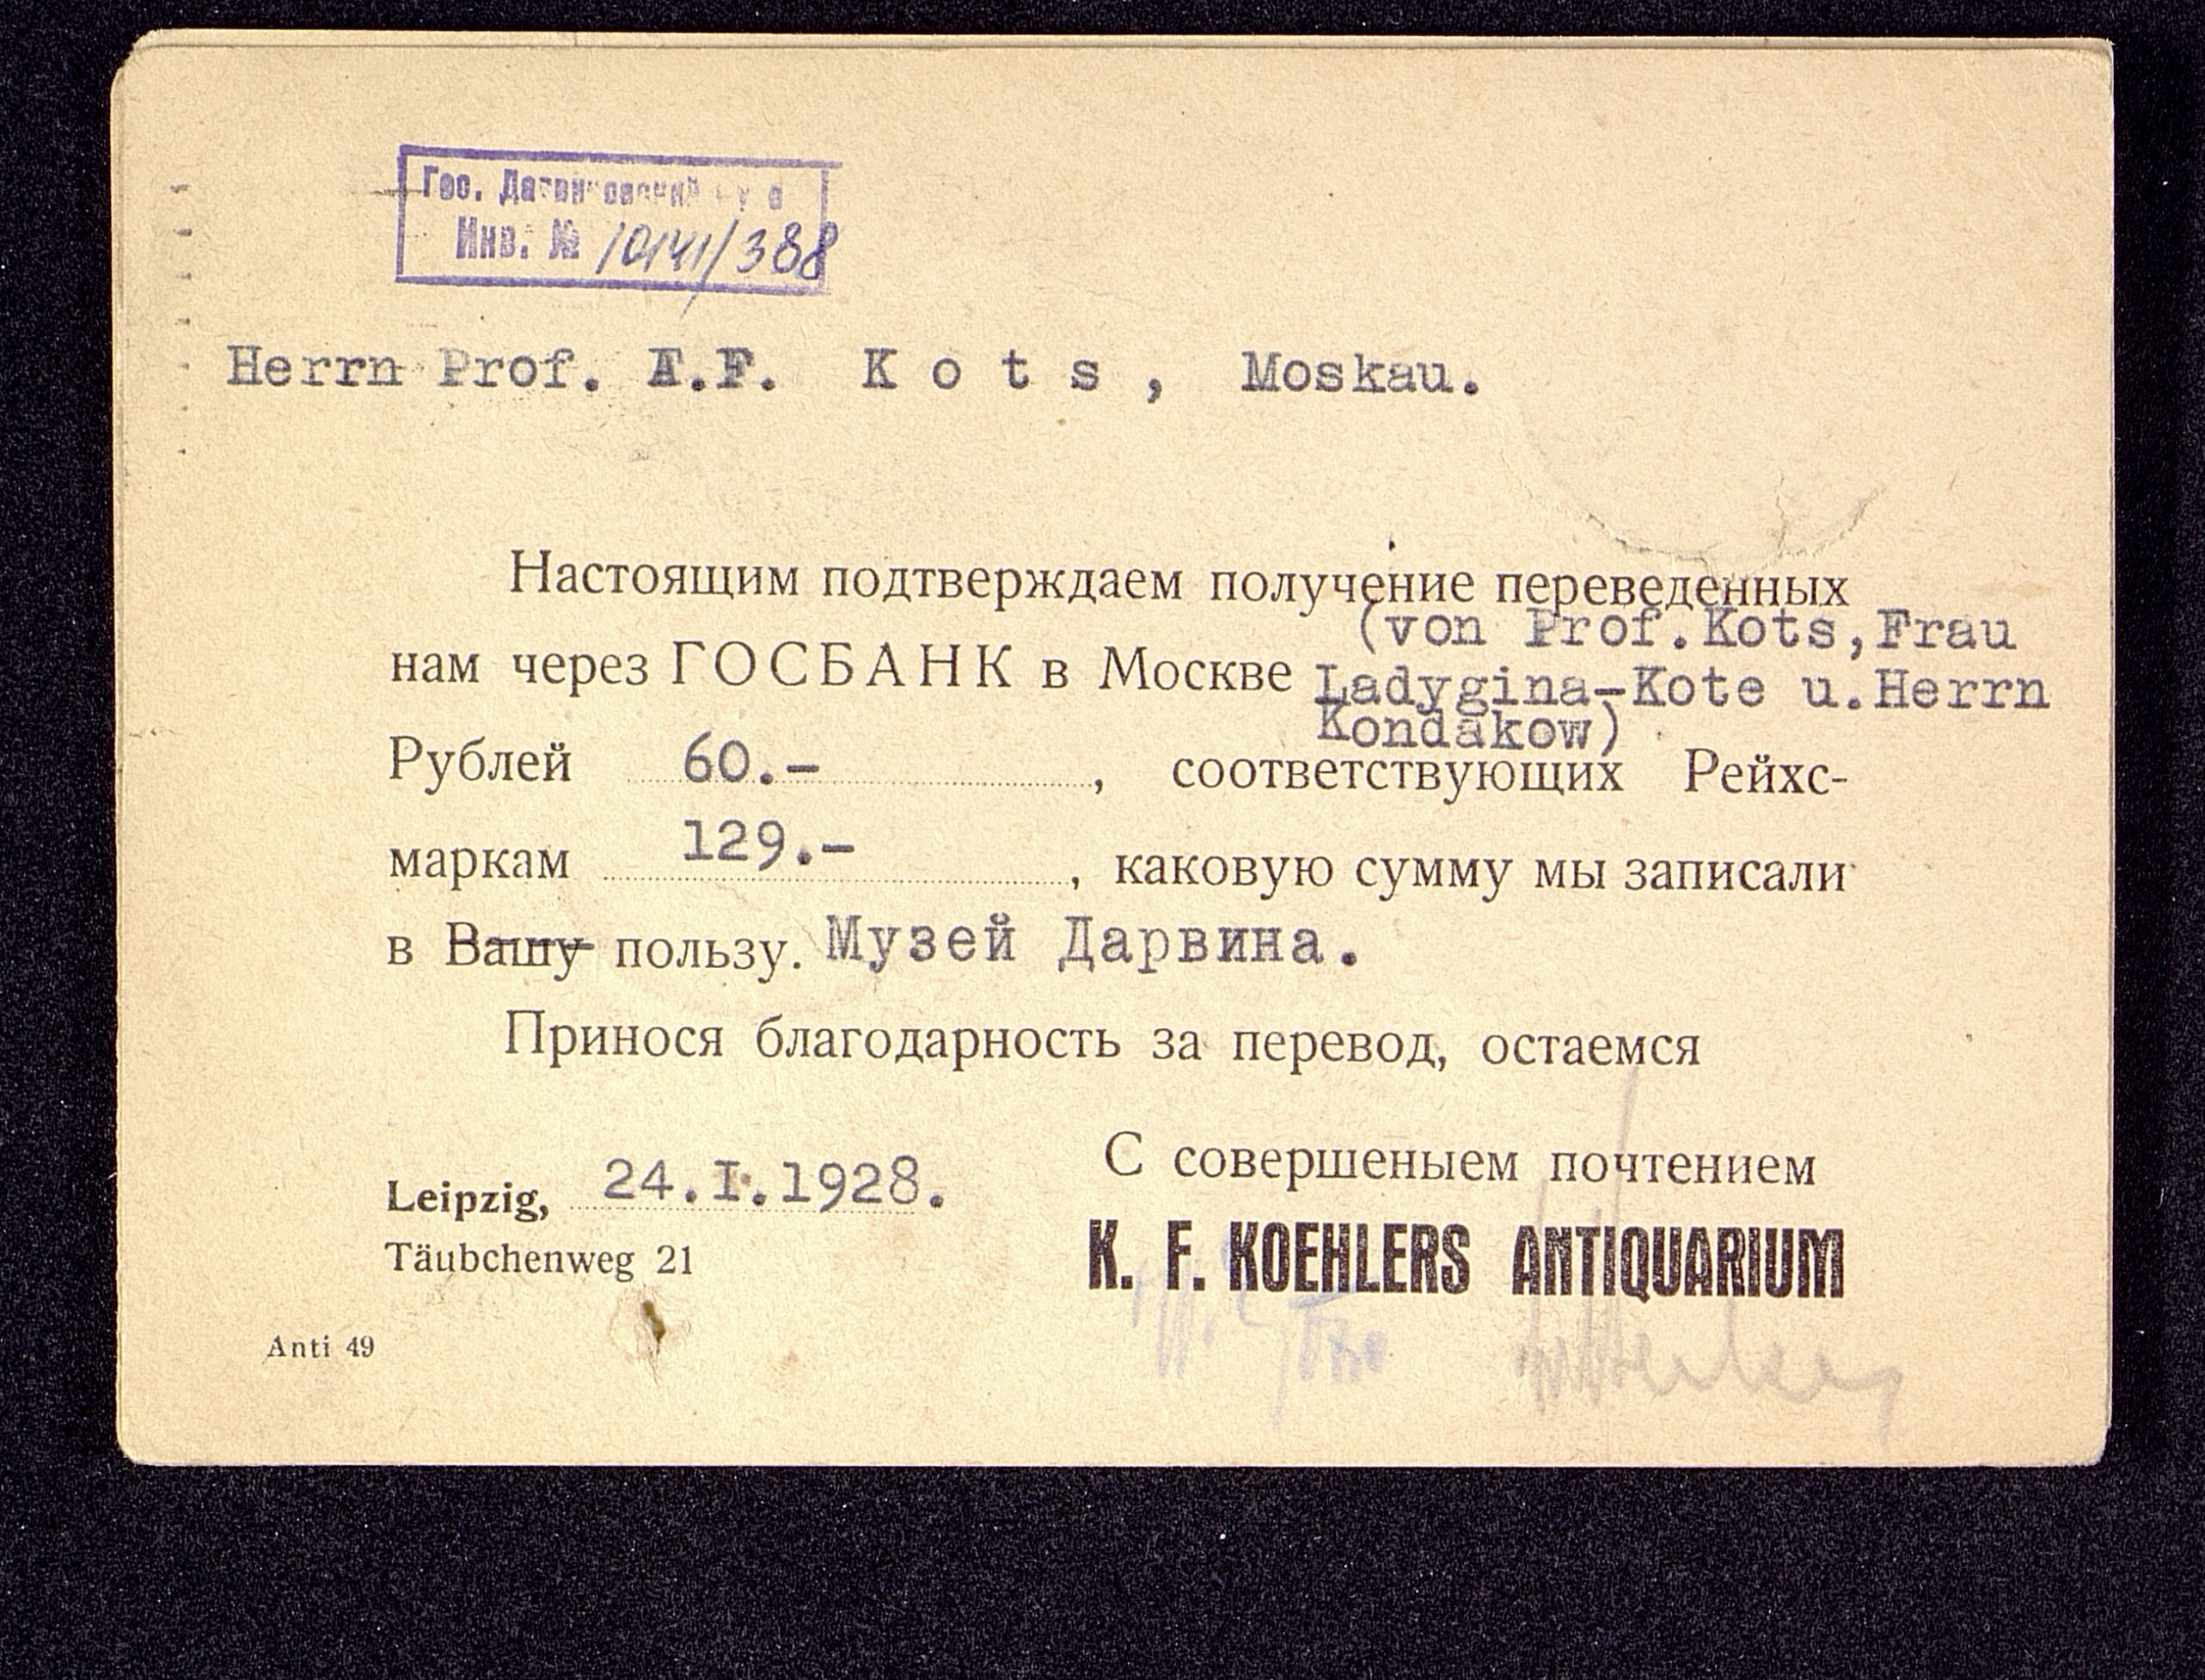 Гос. Дарвиновский
Инв. № 10141/388
Herrn Prof. A.F. Kots, Moskau.
Настоящим подтверждаем получение переведенных
(von Prof.Kots,Frau
нам через ГОСБАНК в Москве Ladygina-Kote u.Herrn
Kondakow)
Рублей 60.-, соответствующих Рейхс-
маркам 129.-, каковую сумму мы записали
в Вашу пользу. Музей Дарвина.
Принося благодарность за перевод, остаемся
С совершеныем почтением
Leipzig, 24.I.1928.
Täubchenweg 21
K. F. KOEHLERS ANTIQUARIUM
Anti 49